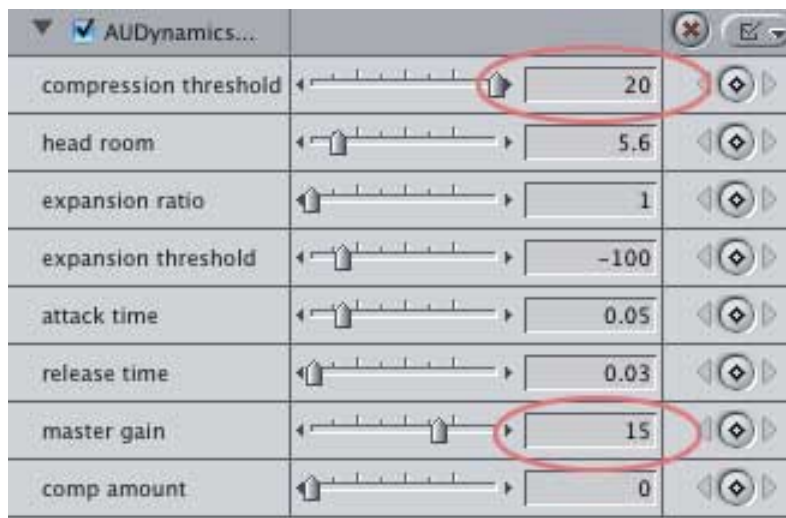 AUDynamics...
compression threshold 20
head room 5.6
expansion ratio 1
expansion threshold -100
attack time 0.05
release time 0.03
master gain 15
comp amount 0